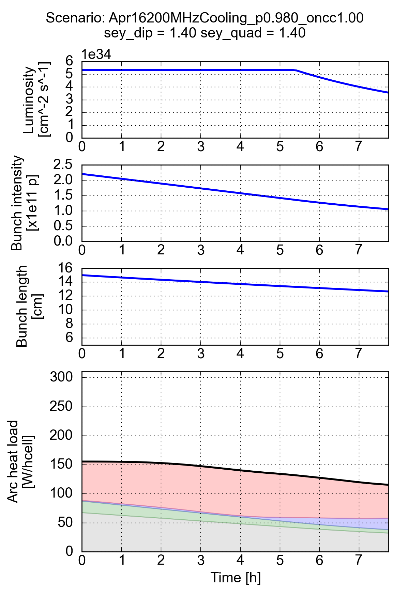 Scenario: Apr16200MHzCooling_p0.980_oncc1.00
sey_dip = 1.40 sey_quad = 1.40
1e34
Luminosity
[cm^-2 s^-1]
6
5
4
3
2
1
0
0 1 2 3 4 5 6 7
Bunch intensity
[x1e11 p]
2.5
2.0
1.5
1.0
0.5
0.0
0 1 2 3 4 5 6 7
Bunch length
[cm]
16
14
12
10
8
6
0 1 2 3 4 5 6 7
Arc heat load
[W/hcell]
300
250
200
150
100
50
0
0 1 2 3 4 5 6 7
Time [h]